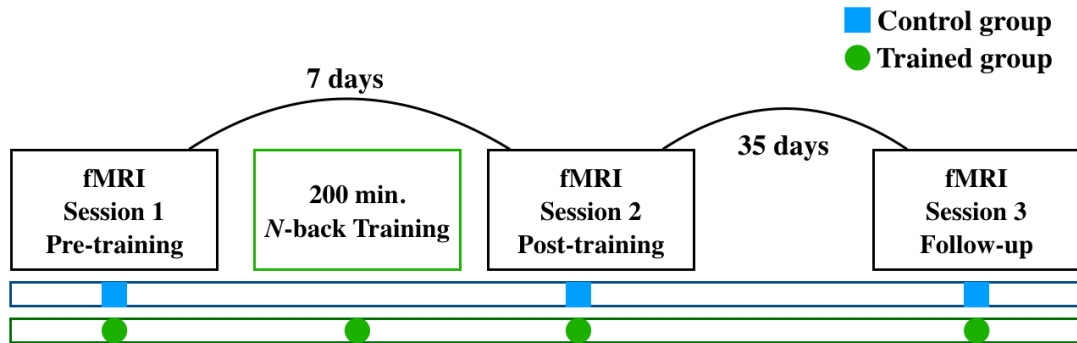 Control group
Trained group
7 days
35 days
fMRI
Session 1
Pre-training
200 min.
N-back Training
fMRI
Session 2
Post-training
fMRI
Session 3
Follow-up